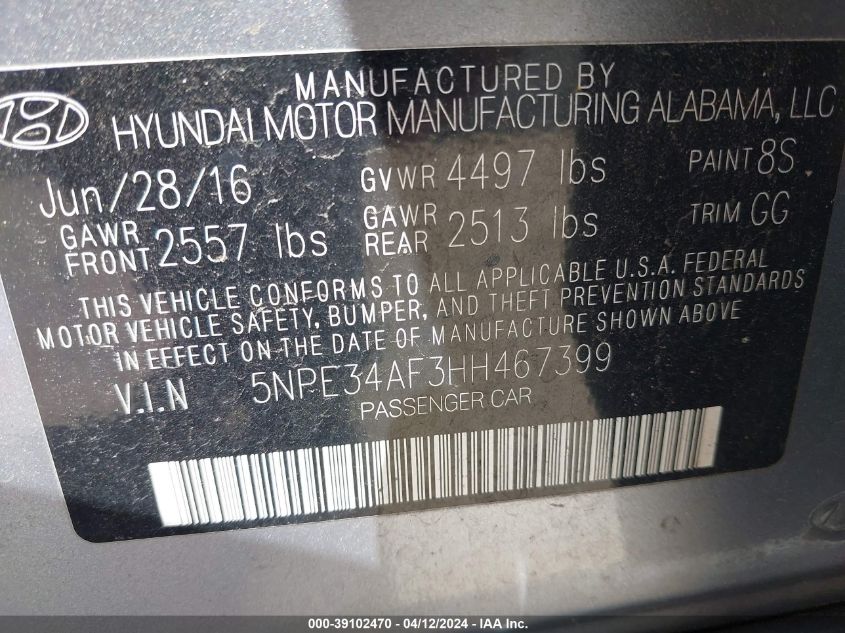 MANUFACTURED BY
HYUNDAI MOTOR MANUFACTURING ALABAMA, LLC
Jun/28/16 GVWR 4497 lbs PAINT 8S
GAWR FRONT 2557 lbs GAWR REAR 2513 lbs TRIM GG
THIS VEHICLE CONFORMS TO ALL APPLICABLE U.S.A. FEDERAL
MOTOR VEHICLE SAFETY, BUMPER, AND THEFT PREVENTION STANDARDS
IN EFFECT ON THE DATE OF MANUFACTURE SHOWN ABOVE
V.I.N 5NPE34AF3HH467399
PASSENGER CAR
000-39102470 - 04/12/2024 - IAA Inc.